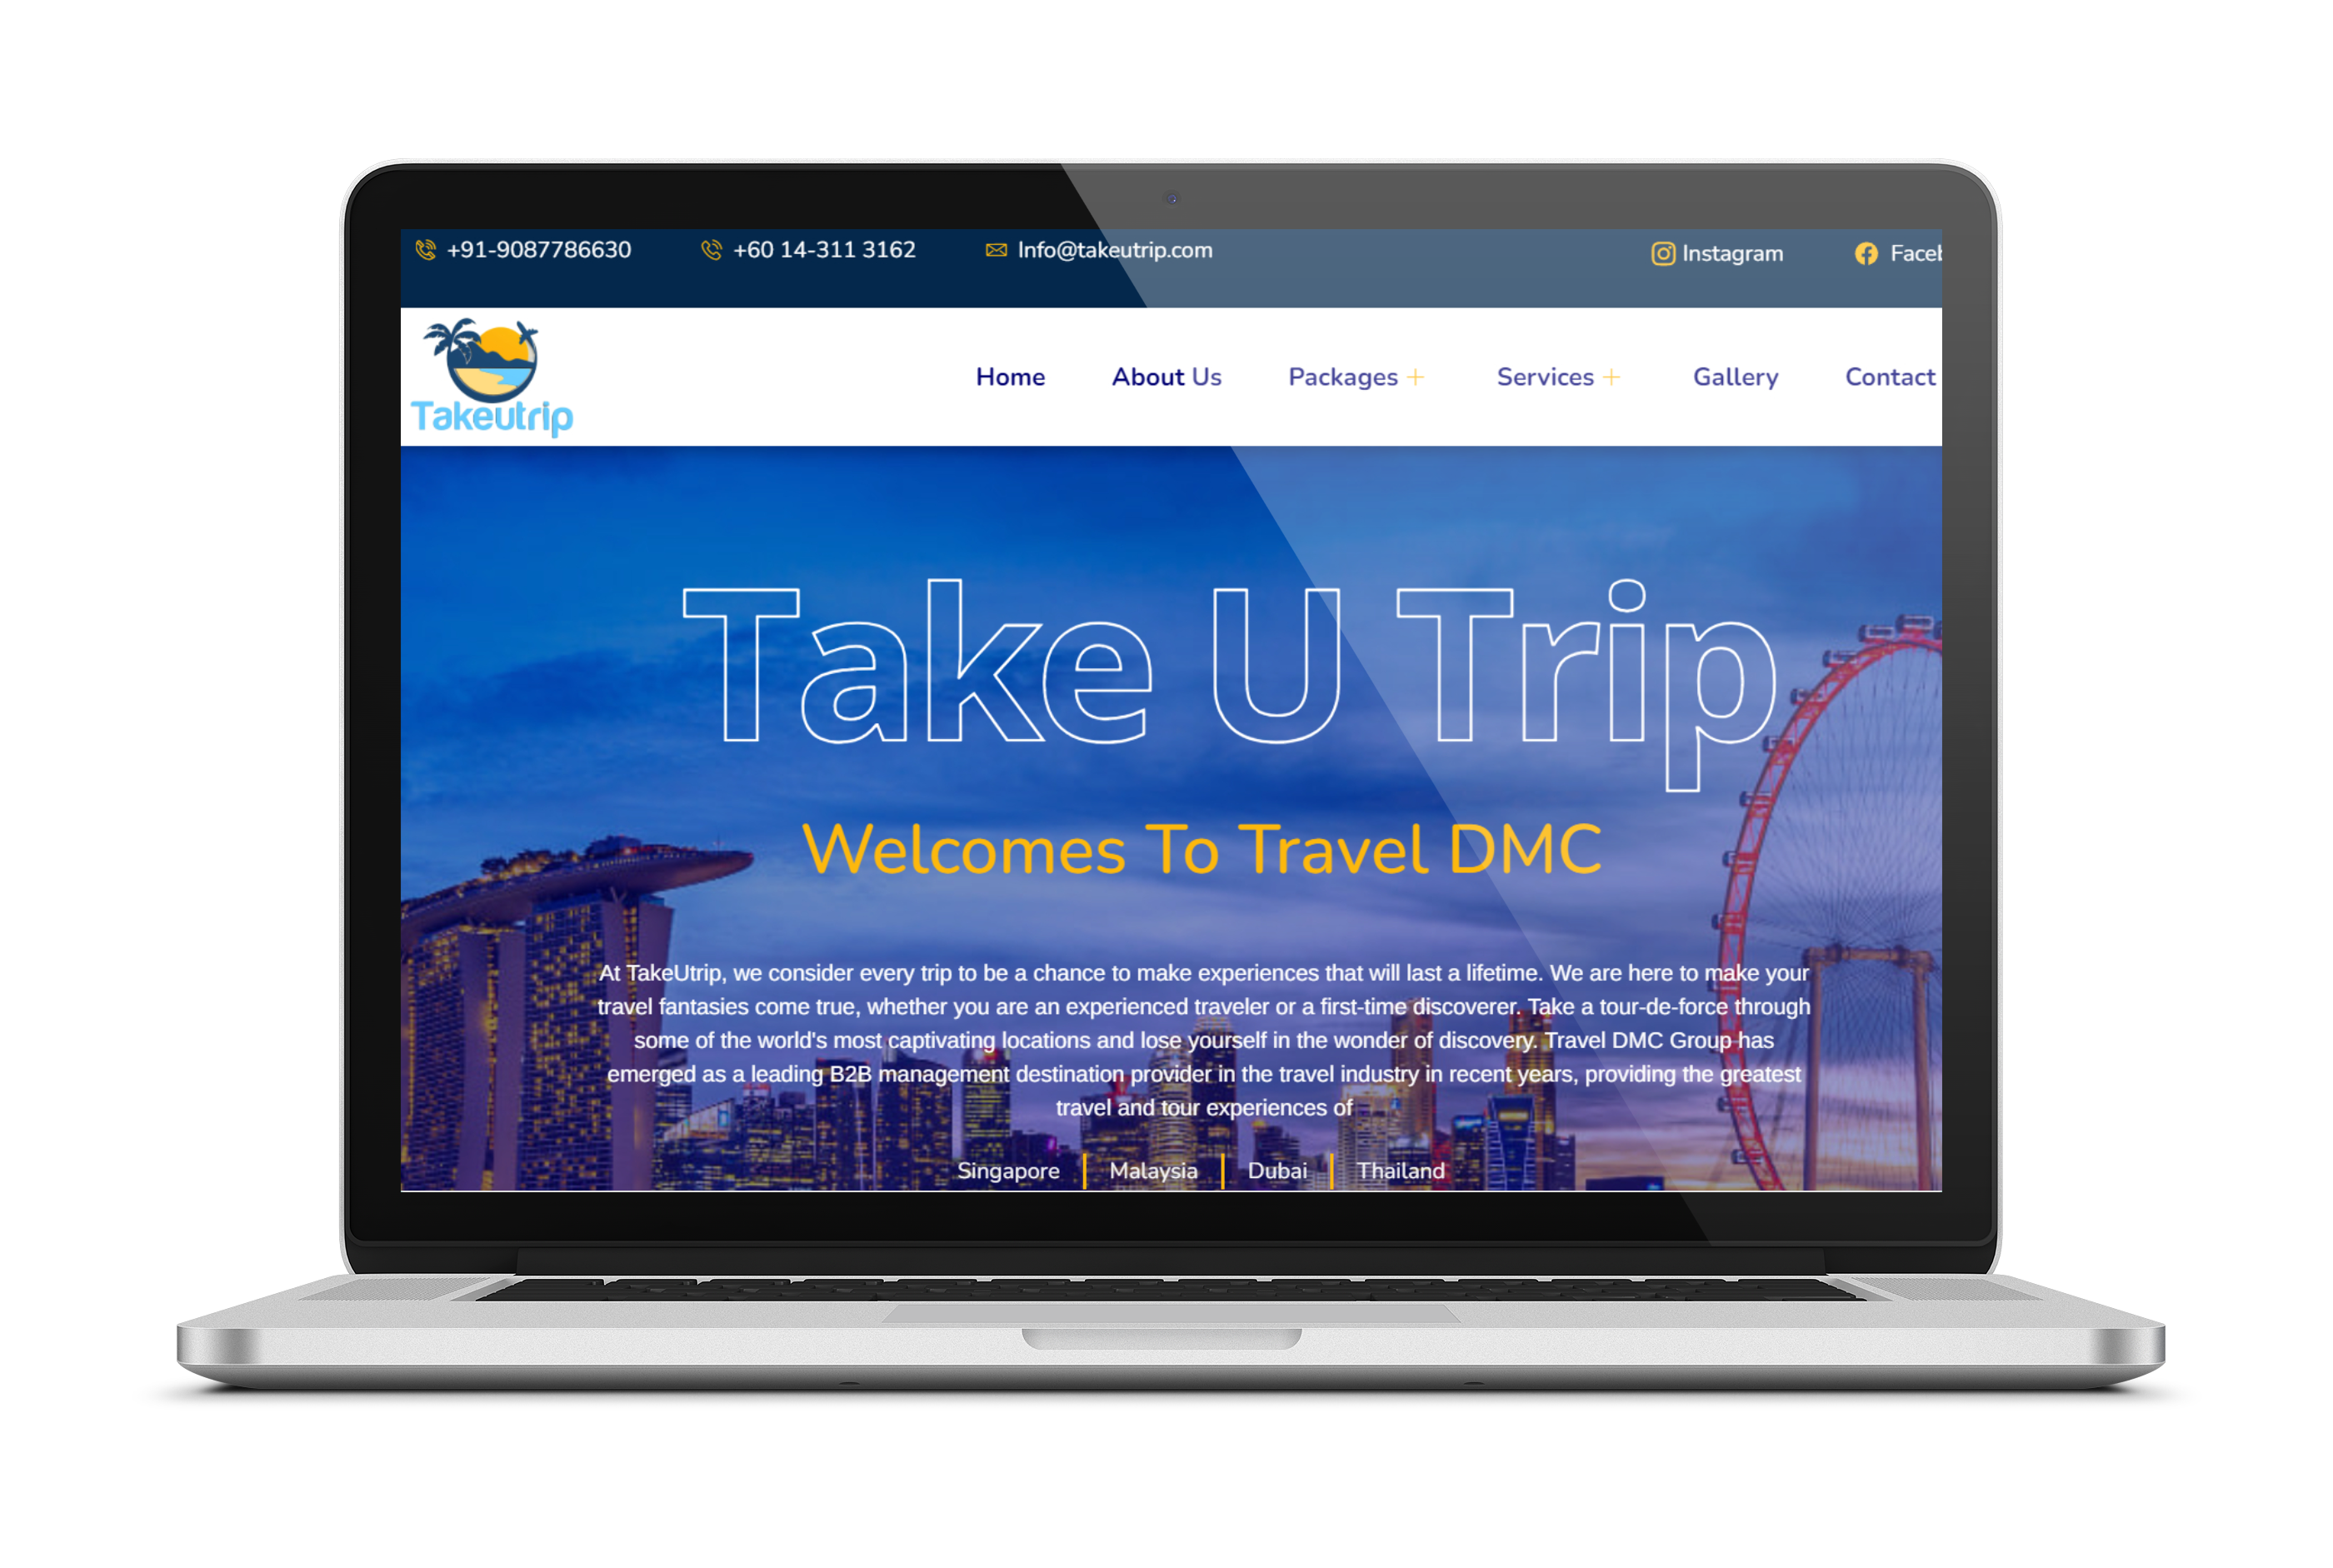 +91-9087786630 +60 14-311 3162 Info@takeutrip.com Instagram Faceb
Takeutrip
Home About Us Packages + Services + Gallery Contact
Take U Trip
Welcomes To Travel DMC
At TakeUtrip, we consider every trip to be a chance to make experiences that will last a lifetime. We are here to make your
travel fantasies come true, whether you are an experienced traveler or a first-time discoverer. Take a tour-de-force through
some of the world's most captivating locations and lose yourself in the wonder of discovery. Travel DMC Group has
emerged as a leading B2B management destination provider in the travel industry in recent years, providing the greatest
travel and tour experiences of
Singapore | Malaysia | Dubai | Thailand